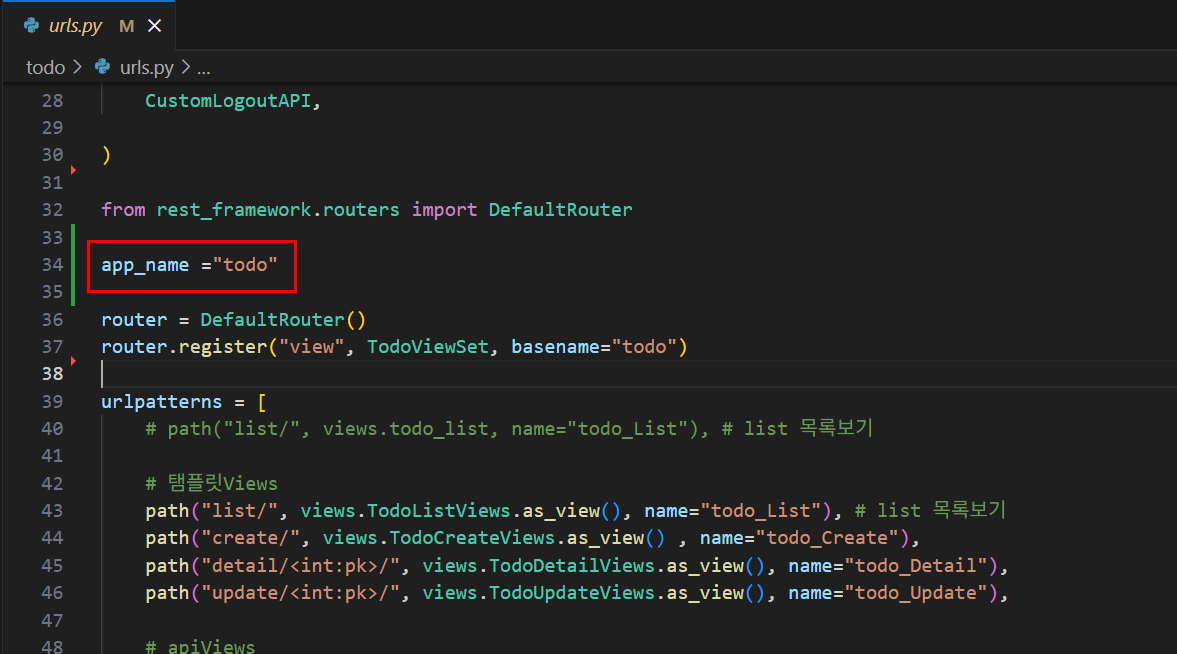 urls.py M
todo > urls.py > ...
28 CustomLogoutAPI,
29
30 )
31
32 from rest_framework.routers import DefaultRouter
33
34 app_name ="todo"
35
36 router = DefaultRouter()
37 router.register("view", TodoViewSet, basename="todo")
38
39 urlpatterns = [
40 # path("list/", views.todo_list, name="todo_List"), # list 목록보기
41
42 # 탬플릿Views
43 path("list/", views.TodoListViews.as_view(), name="todo_List"), # list 목록보기
44 path("create/", views.TodoCreateViews.as_view() , name="todo_Create"),
45 path("detail/<int:pk>/", views.TodoDetailViews.as_view(), name="todo_Detail"),
46 path("update/<int:pk>/", views.TodoUpdateViews.as_view(), name="todo_Update"),
47
48 # apiViews